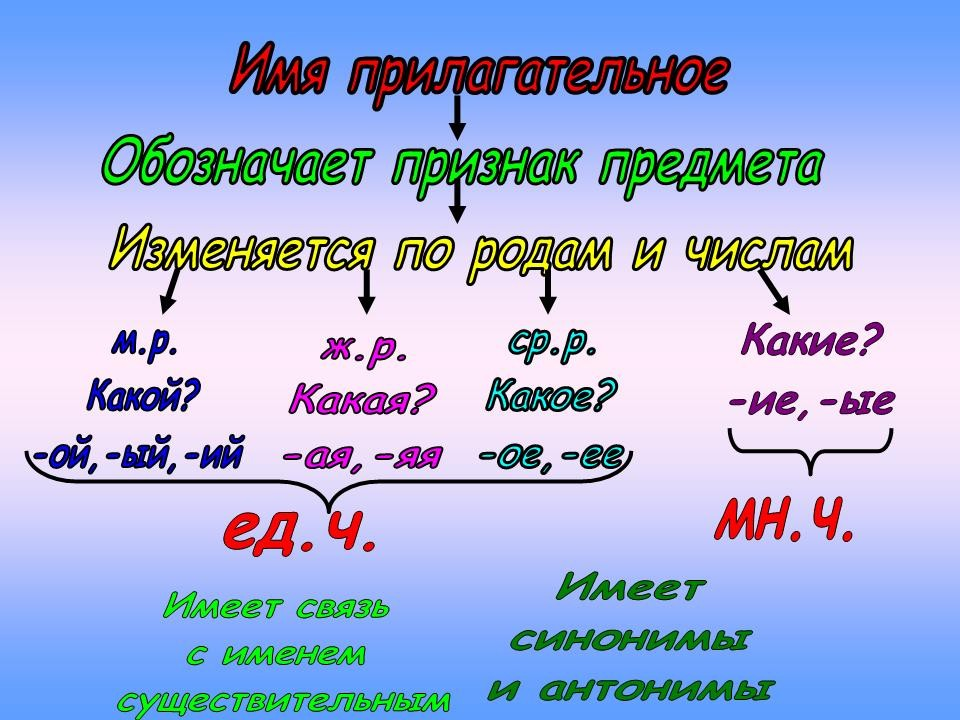 Имя прилагательное
Обозначает признак предмета
Изменяется по родам и числам
м.р.
Какой?
-ой,-ый,-ий
ж.р.
Какая?
-ая,-яя
ср.р.
Какое?
-ое,-ее
Какие?
-ие,-ые
ед.ч.
мн.ч.
Имеет связь
с именем
существительным
Имеет
синонимы
и антонимы